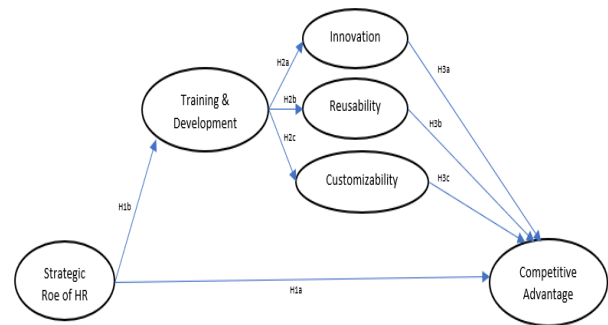 Innovation
H3a
H2a
Training &
Development
H2b
Reusability
H3b
H2c
Customizability
H3c
H1b
Strategic
Roe of HR
H1a
Competitive
Advantage